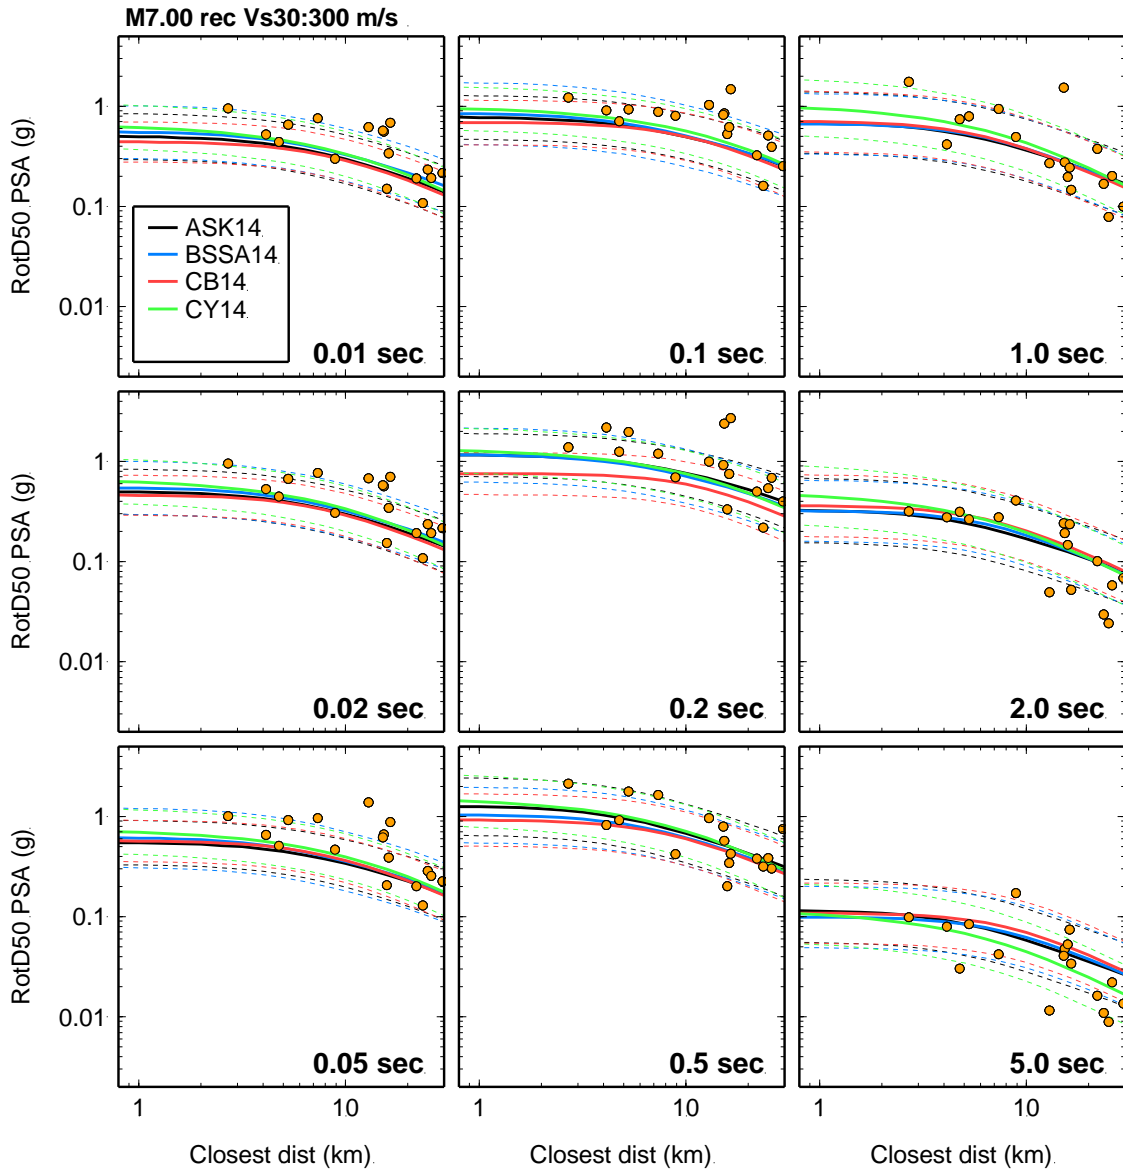 M7.00 rec Vs30:300 m/s
RotD50 PSA (g)
1
0.1
0.01
ASK14
BSSA14
CB14
CY14
0.01 sec
0.1 sec
1.0 sec
RotD50 PSA (g)
1
0.1
0.01
0.02 sec
0.2 sec
2.0 sec
RotD50 PSA (g)
1
0.1
0.01
0.05 sec
0.5 sec
5.0 sec
1 10 1 10 1 10
Closest dist (km) Closest dist (km) Closest dist (km)